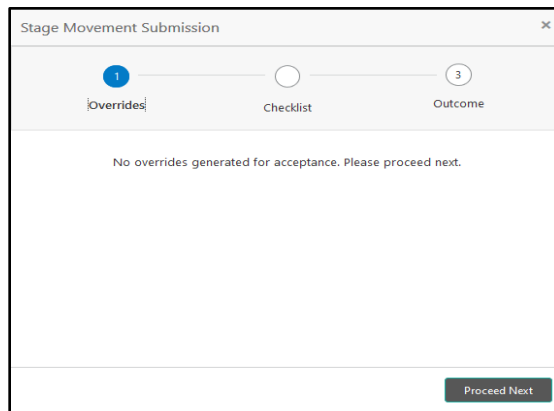 Stage Movement Submission ×
1
3
Overrides
Checklist
Outcome
No overrides generated for acceptance. Please proceed next.
Proceed Next